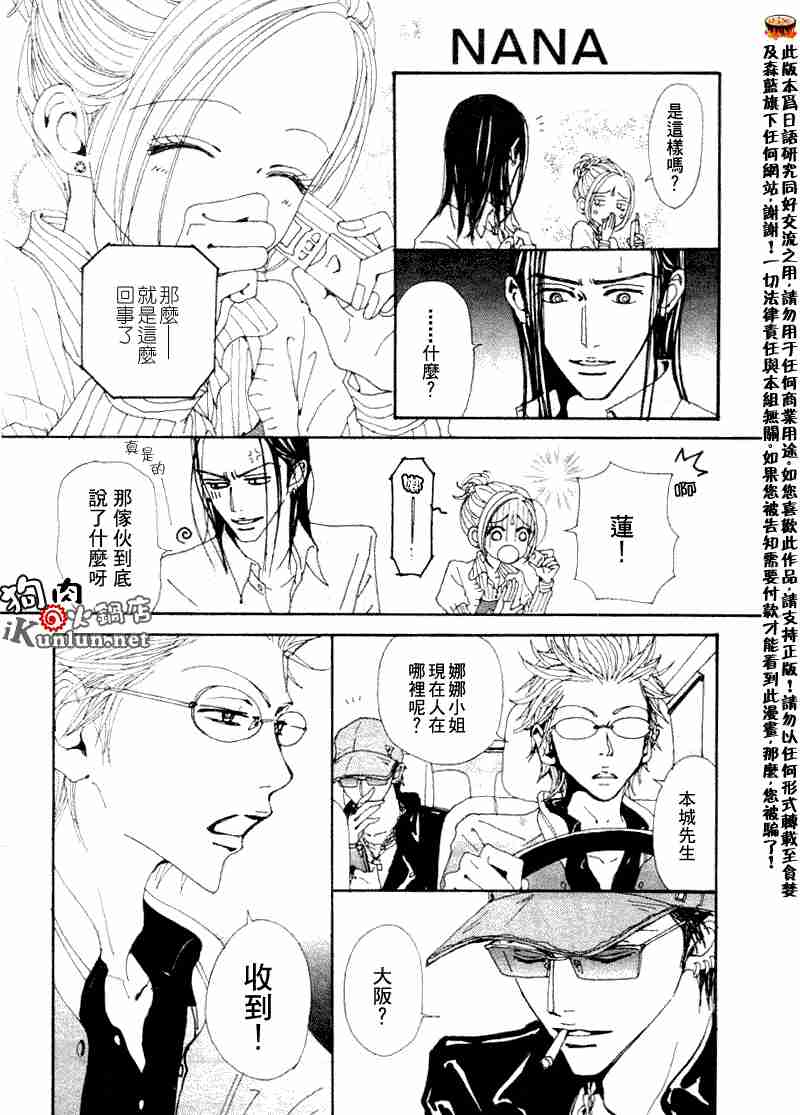 NANA
是這樣嗎?
……什麼?
那麼—
就是這麼
回事了
啊
蓮!
真是的
那傢伙到底
說了什麼呀
狗肉火鍋店
iKunlun.net
本城先生
娜娜小姐
現在人在
哪裡呢?
大阪?
收到!
此版本爲日語研究同好交流之用,請勿用于任何商業用途。如您喜歡此作品,請支持正版!請勿以任何形式轉載至貪婪
及森藍旗下任何網站,謝謝!一切法律責任與本組無關。如果您被告知需要付款才能看到此漫畫,那麼,您被騙了!